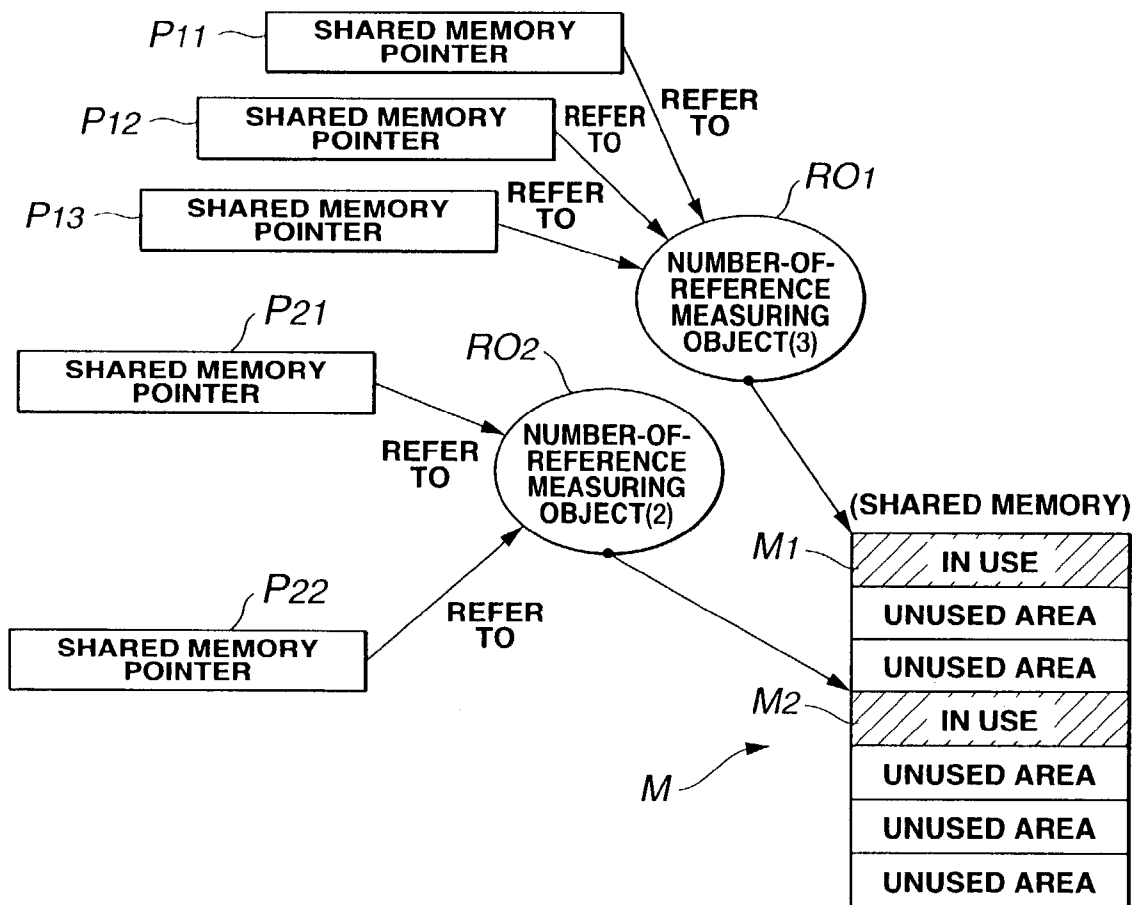 P11
SHARED MEMORY
POINTER
P12
SHARED MEMORY
POINTER
REFER
TO
REFER
TO
P13
SHARED MEMORY
POINTER
REFER
TO
RO1
NUMBER-OF-
REFERENCE
MEASURING
OBJECT(3)
P21
SHARED MEMORY
POINTER
RO2
REFER
TO
NUMBER-OF-
REFERENCE
MEASURING
OBJECT(2)
P22
SHARED MEMORY
POINTER
REFER
TO
(SHARED MEMORY)
M1
IN USE
UNUSED AREA
UNUSED AREA
M2
IN USE
M
UNUSED AREA
UNUSED AREA
UNUSED AREA